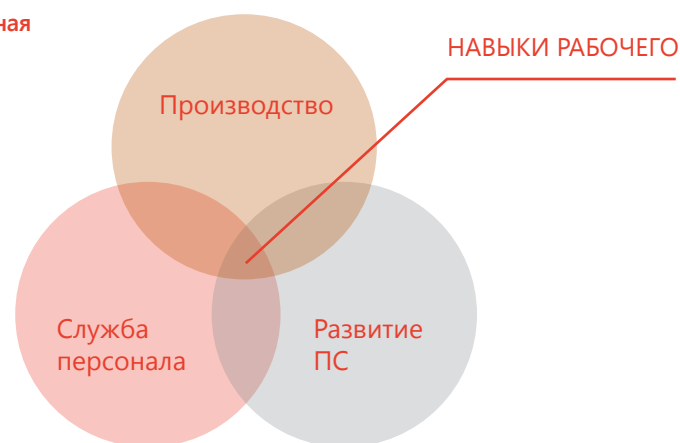 ная
НАВЫКИ РАБОЧЕГО
Производство
Служба
персонала
Развитие
ПС